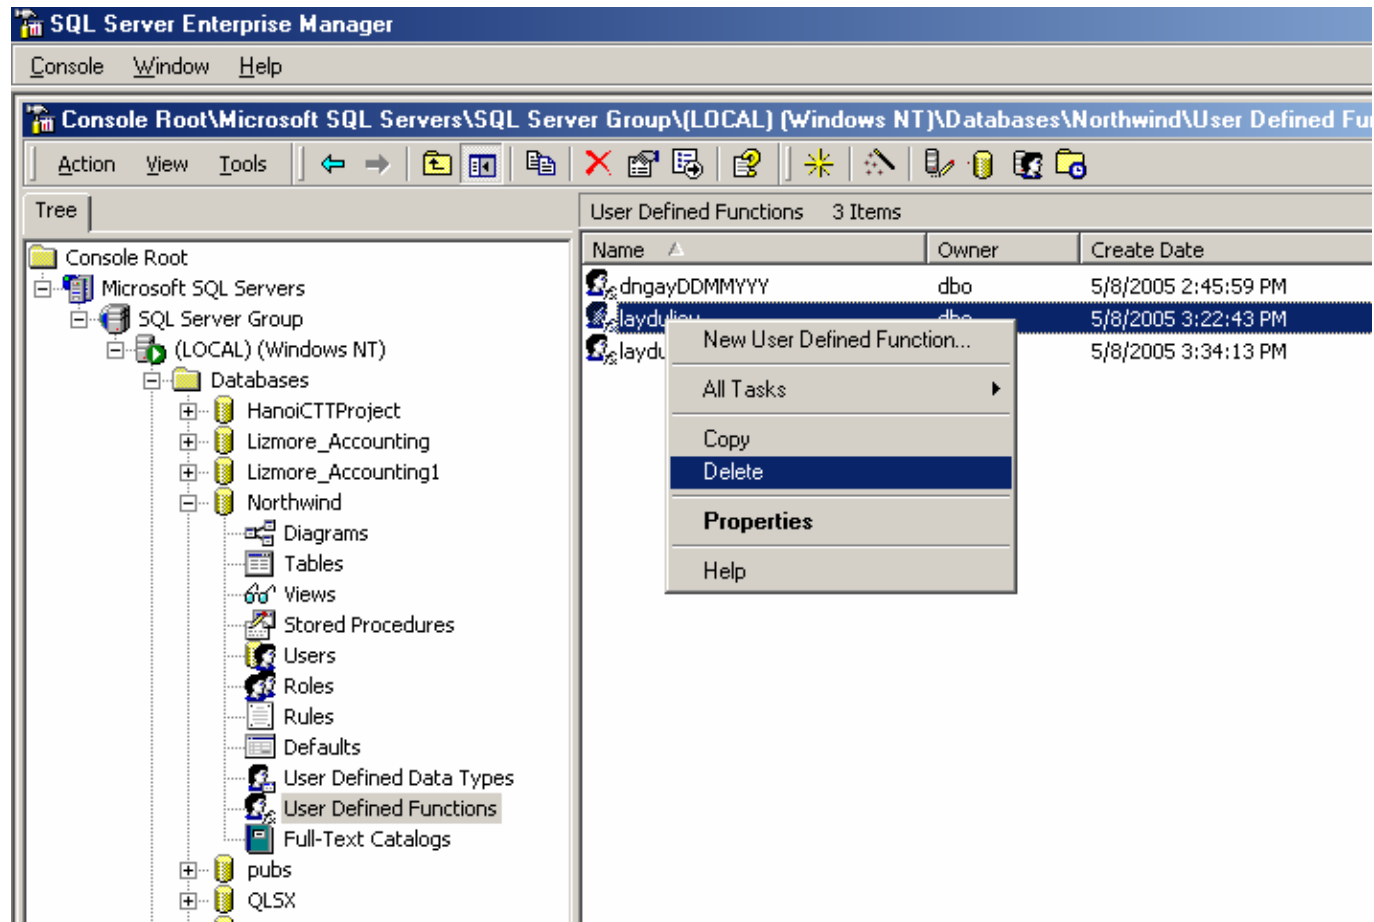 SQL Server Enterprise Manager
Console Window Help
Console Root\Microsoft SQL Servers\SQL Server Group\(LOCAL) (Windows NT)\Databases\Northwind\User Defined Fu
Action View Tools
Tree
User Defined Functions 3 Items
Name Owner Create Date
Console Root
Microsoft SQL Servers
SQL Server Group
(LOCAL) (Windows NT)
Databases
HanoiCTTProject
Lizmore_Accounting
Lizmore_Accounting1
Northwind
Diagrams
Tables
Views
Stored Procedures
Users
Roles
Rules
Defaults
User Defined Data Types
User Defined Functions
Full-Text Catalogs
pubs
QLSX
dngayDDMMYYY dbo 5/8/2005 2:45:59 PM
laydulieu dbo 5/8/2005 3:22:43 PM
laydu 5/8/2005 3:34:13 PM
New User Defined Function...
All Tasks
Copy
Delete
Properties
Help